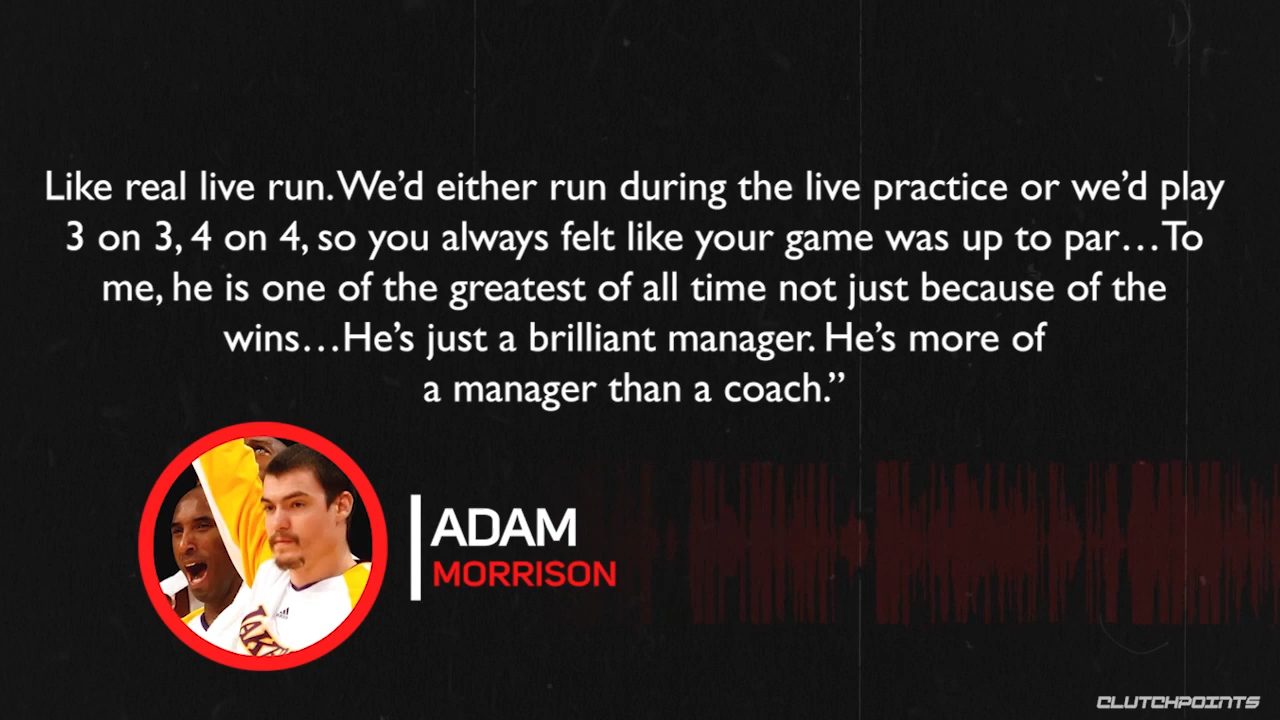 Like real live run. We’d either run during the live practice or we’d play
3 on 3, 4 on 4, so you always felt like your game was up to par…To
me, he is one of the greatest of all time not just because of the
wins…He’s just a brilliant manager. He’s more of
a manager than a coach.”
ADAM
MORRISON
CLUTCHPOINTS